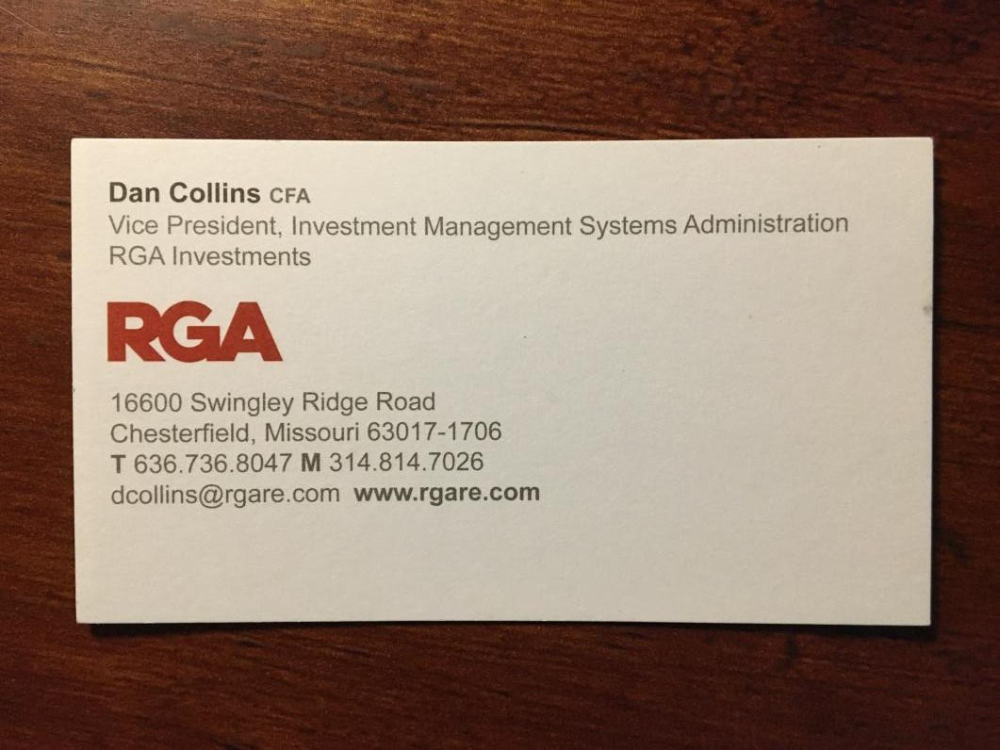 Dan Collins CFA
Vice President, Investment Management Systems Administration
RGA Investments
RGA
16600 Swingley Ridge Road
Chesterfield, Missouri 63017-1706
T 636.736.8047 M 314.814.7026
dcollins@rgare.com www.rgare.com